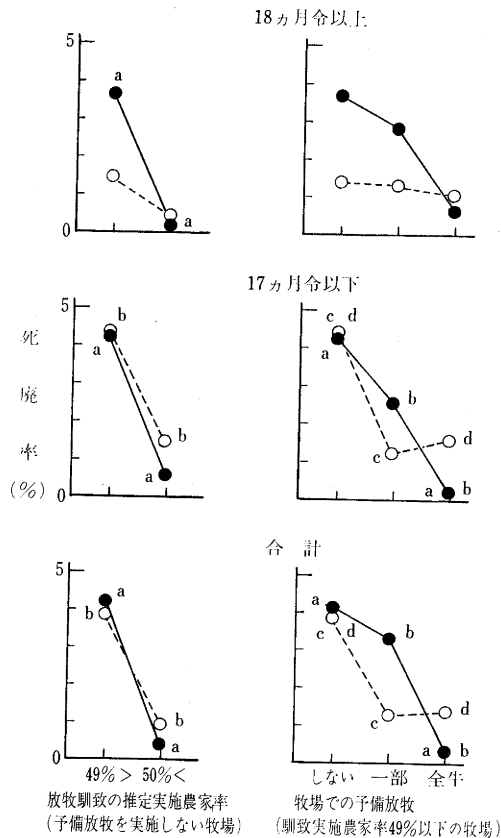 18ヵ月令以上
5
a
a
0
17ヵ月令以下
5
b
a
b
a
0
c d
a
b
c
d
a b
死
廃
率
(%)
合計
5
a
b
b
a
0
a
c d
b
c
d
a b
49%> 50%<
しない 一部 全牛
放牧馴致の推定実施農家率
(予備放牧を実施しない牧場)
牧場での予備放牧
(馴致実施農家率49%以下の牧場)